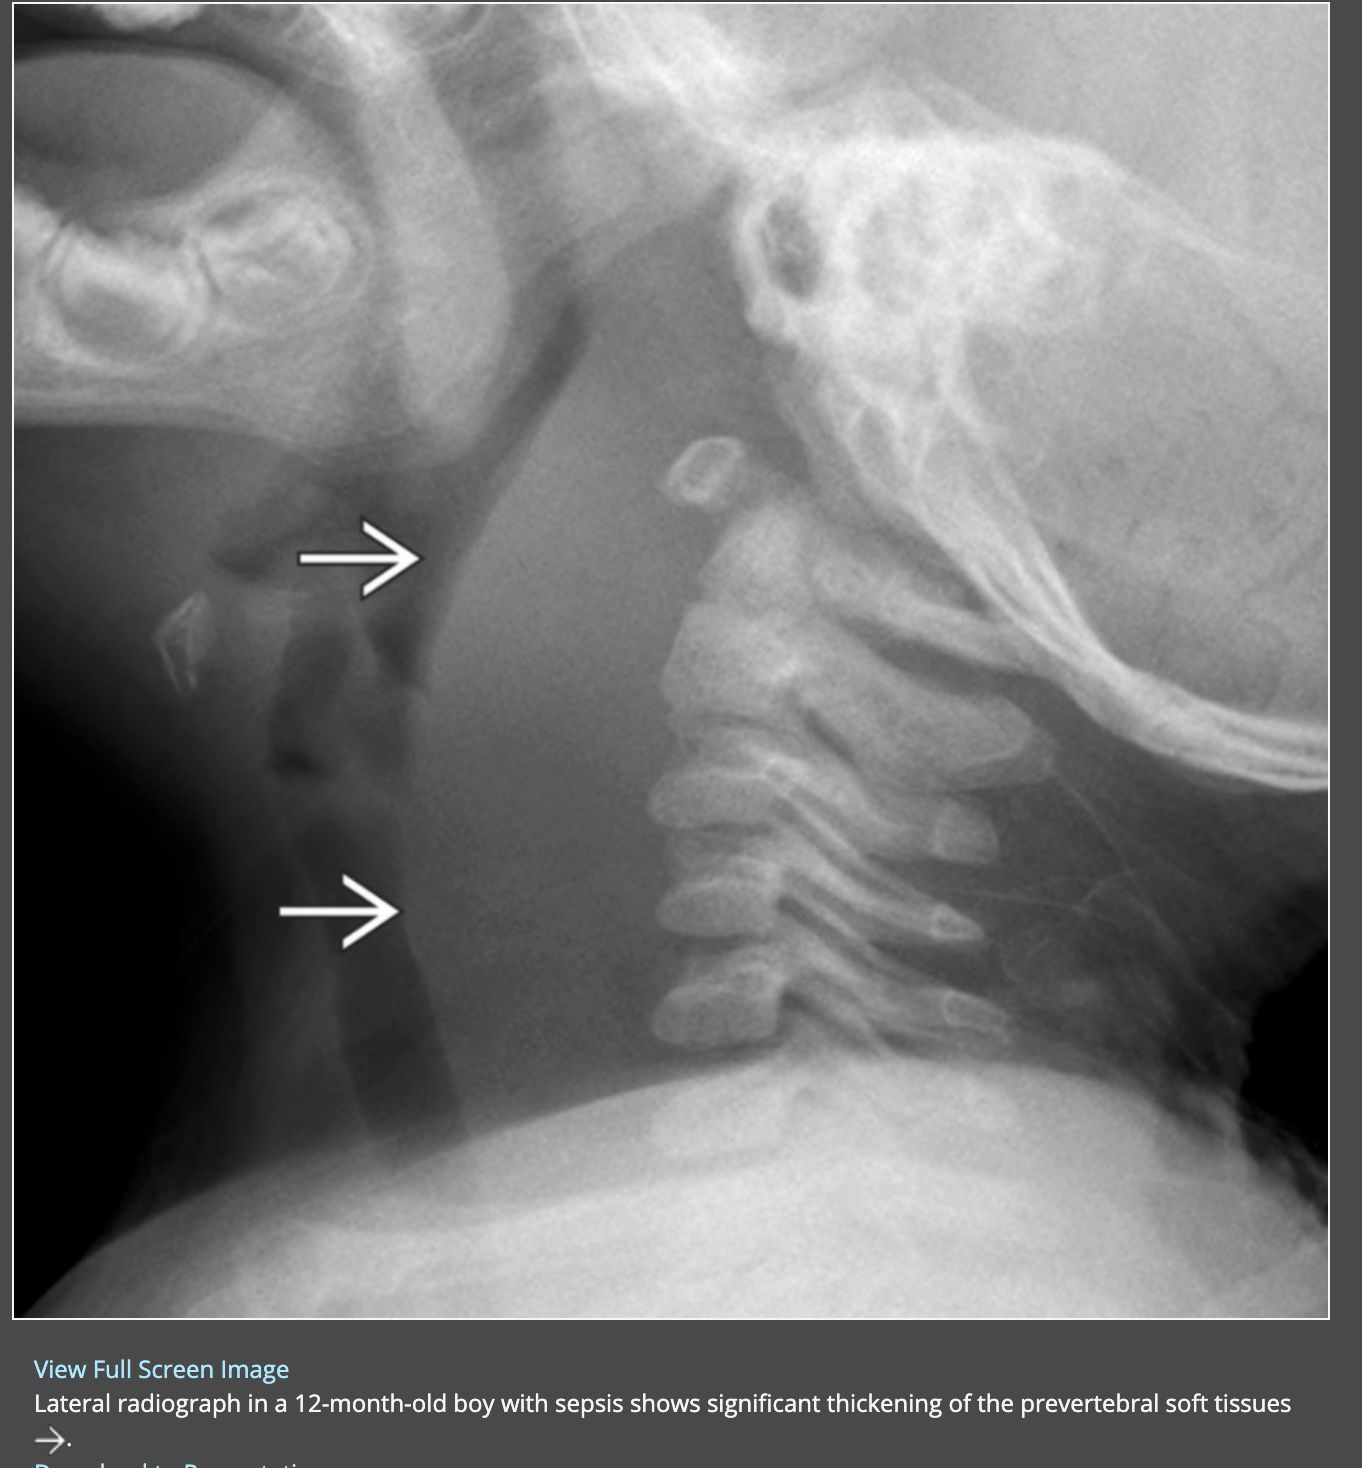 View Full Screen Image
Lateral radiograph in a 12-month-old boy with sepsis shows significant thickening of the prevertebral soft tissues
→.